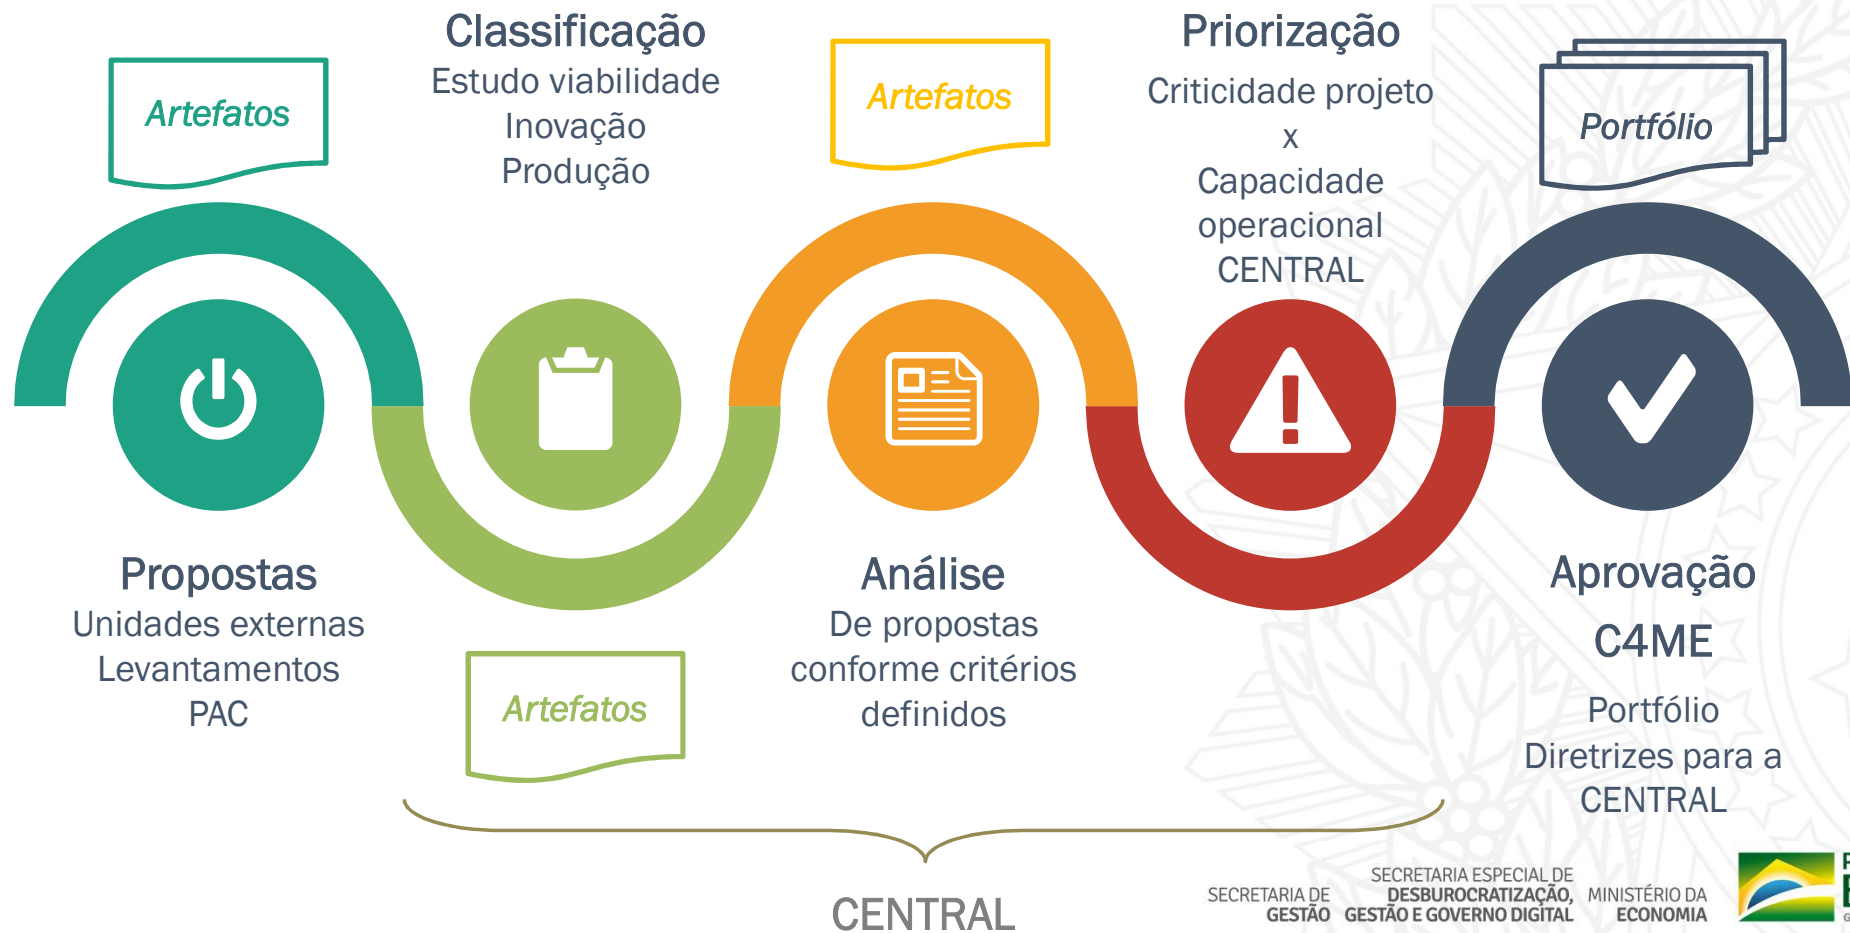 Artefatos
Propostas
Unidades externas
Levantamentos
PAC
Classificação
Estudo viabilidade
Inovação
Produção
Artefatos
Artefatos
Análise
De propostas
conforme critérios
definidos
Priorização
Criticidade projeto
x
Capacidade
operacional
CENTRAL
Portfólio
Aprovação
C4ME
Portfólio
Diretrizes para a
CENTRAL
CENTRAL
SECRETARIA DE
GESTÃO
SECRETARIA ESPECIAL DE
DESBUROCRATIZAÇÃO,
GESTÃO E GOVERNO DIGITAL
MINISTÉRIO DA
ECONOMIA